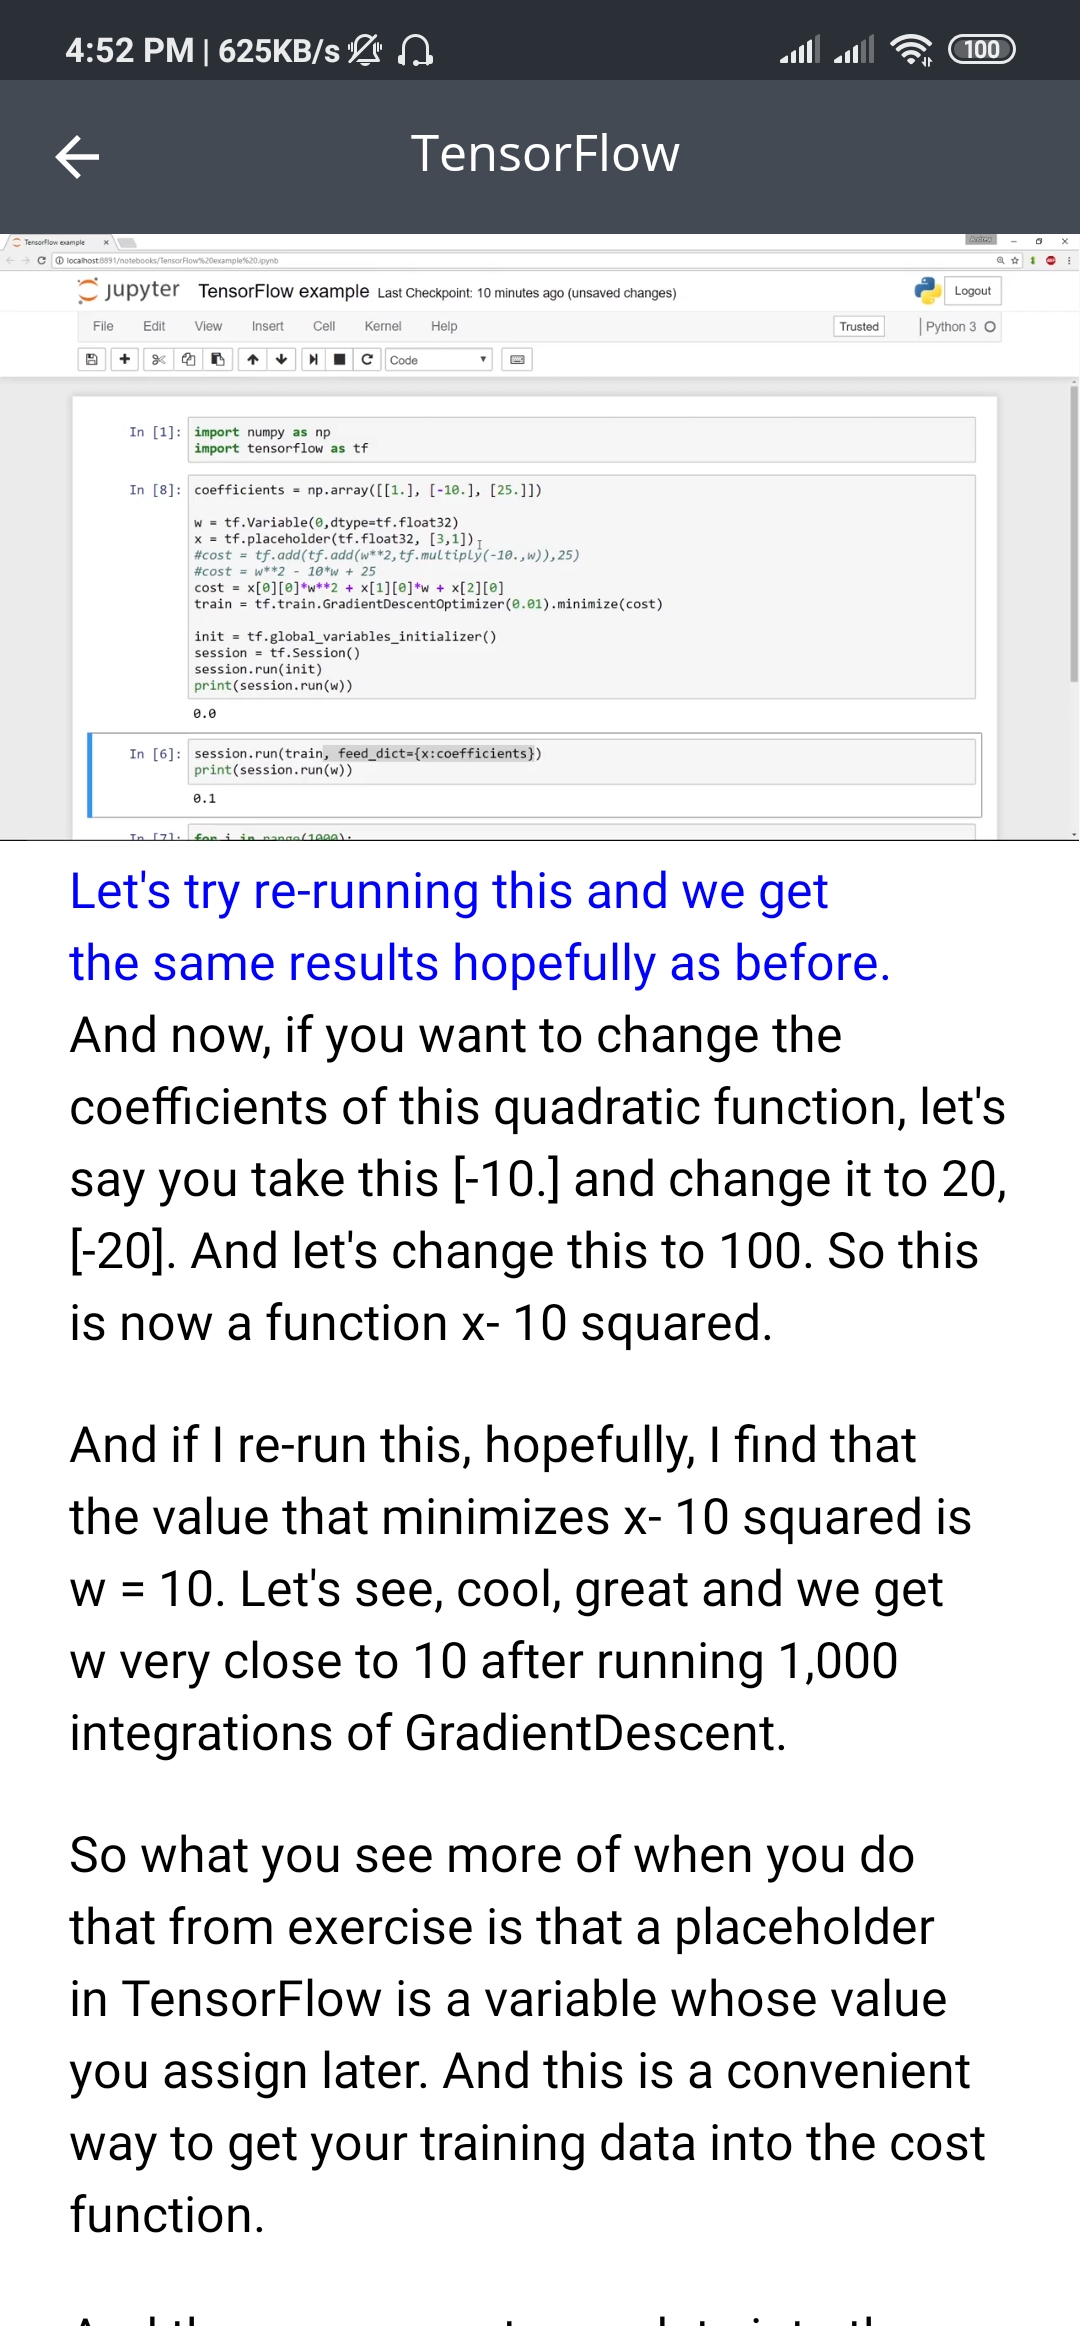 4:52 PM | 625KB/s
100
TensorFlow
TensorFlow example
localhost:8891/notebooks/TensorFlow%20example%20.ipynb
jupyter TensorFlow example Last Checkpoint: 10 minutes ago (unsaved changes)
Logout
File Edit View Insert Cell Kernel Help
Trusted
Python 3
Code
In [1]: import numpy as np
import tensorflow as tf
In [8]: coefficients = np.array([[1.], [-10.], [25.]])
w = tf.Variable(0,dtype=tf.float32)
x = tf.placeholder(tf.float32, [3,1])
#cost = tf.add(tf.add(w**2,tf.multiply(-10.,w)),25)
#cost = w**2 - 10*w + 25
cost = x[0][0]*w**2 + x[1][0]*w + x[2][0]
train = tf.train.GradientDescentOptimizer(0.01).minimize(cost)
init = tf.global_variables_initializer()
session = tf.Session()
session.run(init)
print(session.run(w))
0.0
In [6]: session.run(train, feed_dict={x:coefficients})
print(session.run(w))
0.1
In [7]: for i in range(1000):
Let's try re-running this and we get
the same results hopefully as before.
And now, if you want to change the
coefficients of this quadratic function, let's
say you take this [-10.] and change it to 20,
[-20]. And let's change this to 100. So this
is now a function x- 10 squared.
And if I re-run this, hopefully, I find that
the value that minimizes x- 10 squared is
w = 10. Let's see, cool, great and we get
w very close to 10 after running 1,000
integrations of GradientDescent.
So what you see more of when you do
that from exercise is that a placeholder
in TensorFlow is a variable whose value
you assign later. And this is a convenient
way to get your training data into the cost
function.